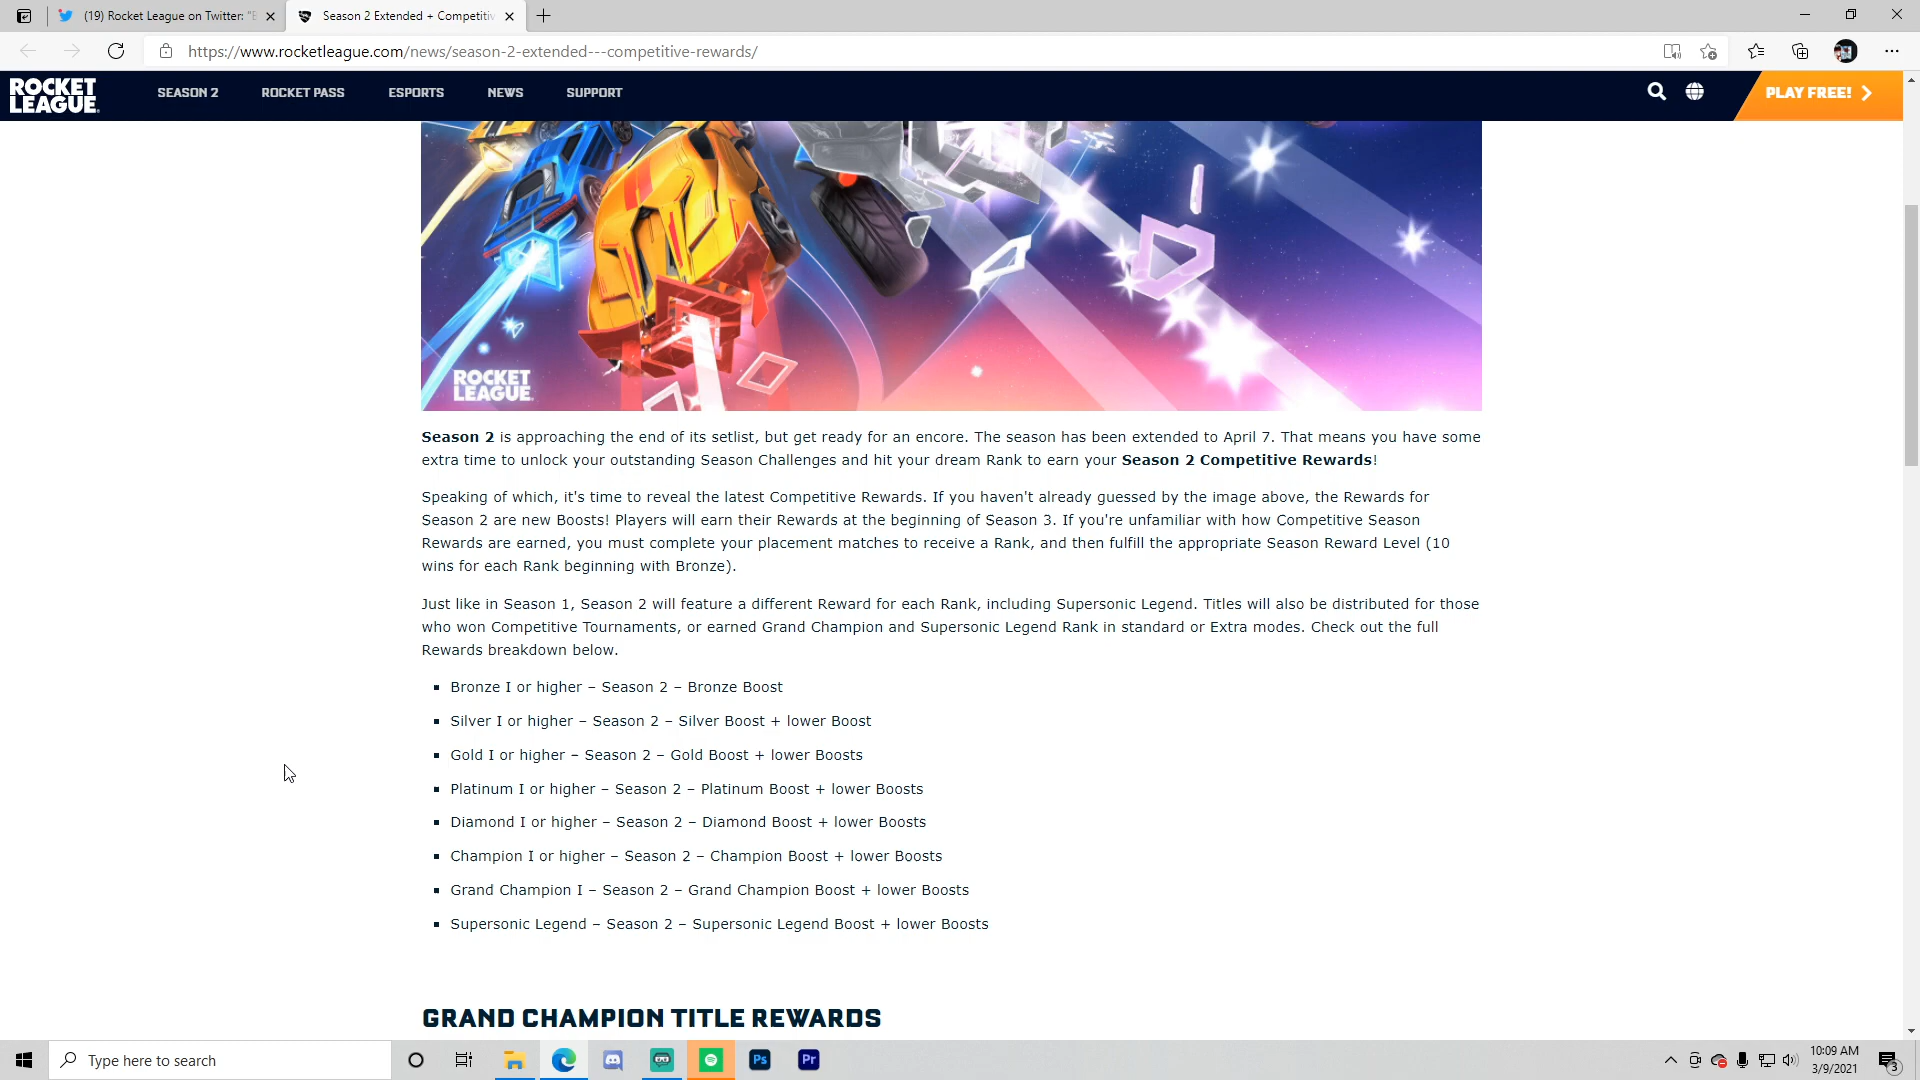 (19) Rocket League on Twitter: "
Season 2 Extended + Competitiv
https://www.rocketleague.com/news/season-2-extended---competitive-rewards/
ROCKET
LEAGUE
SEASON 2
ROCKET PASS
ESPORTS
NEWS
SUPPORT
PLAY FREE!
ROCKET
LEAGUE
Season 2 is approaching the end of its setlist, but get ready for an encore. The season has been extended to April 7. That means you have some
extra time to unlock your outstanding Season Challenges and hit your dream Rank to earn your Season 2 Competitive Rewards!
Speaking of which, it's time to reveal the latest Competitive Rewards. If you haven't already guessed by the image above, the Rewards for
Season 2 are new Boosts! Players will earn their Rewards at the beginning of Season 3. If you're unfamiliar with how Competitive Season
Rewards are earned, you must complete your placement matches to receive a Rank, and then fulfill the appropriate Season Reward Level (10
wins for each Rank beginning with Bronze).
Just like in Season 1, Season 2 will feature a different Reward for each Rank, including Supersonic Legend. Titles will also be distributed for those
who won Competitive Tournaments, or earned Grand Champion and Supersonic Legend Rank in standard or Extra modes. Check out the full
Rewards breakdown below.
▪ Bronze I or higher – Season 2 – Bronze Boost
▪ Silver I or higher – Season 2 – Silver Boost + lower Boost
▪ Gold I or higher – Season 2 – Gold Boost + lower Boosts
▪ Platinum I or higher – Season 2 – Platinum Boost + lower Boosts
▪ Diamond I or higher – Season 2 – Diamond Boost + lower Boosts
▪ Champion I or higher – Season 2 – Champion Boost + lower Boosts
▪ Grand Champion I – Season 2 – Grand Champion Boost + lower Boosts
▪ Supersonic Legend – Season 2 – Supersonic Legend Boost + lower Boosts
GRAND CHAMPION TITLE REWARDS
Type here to search
Ps
Pr
10:09 AM
3/9/2021
3